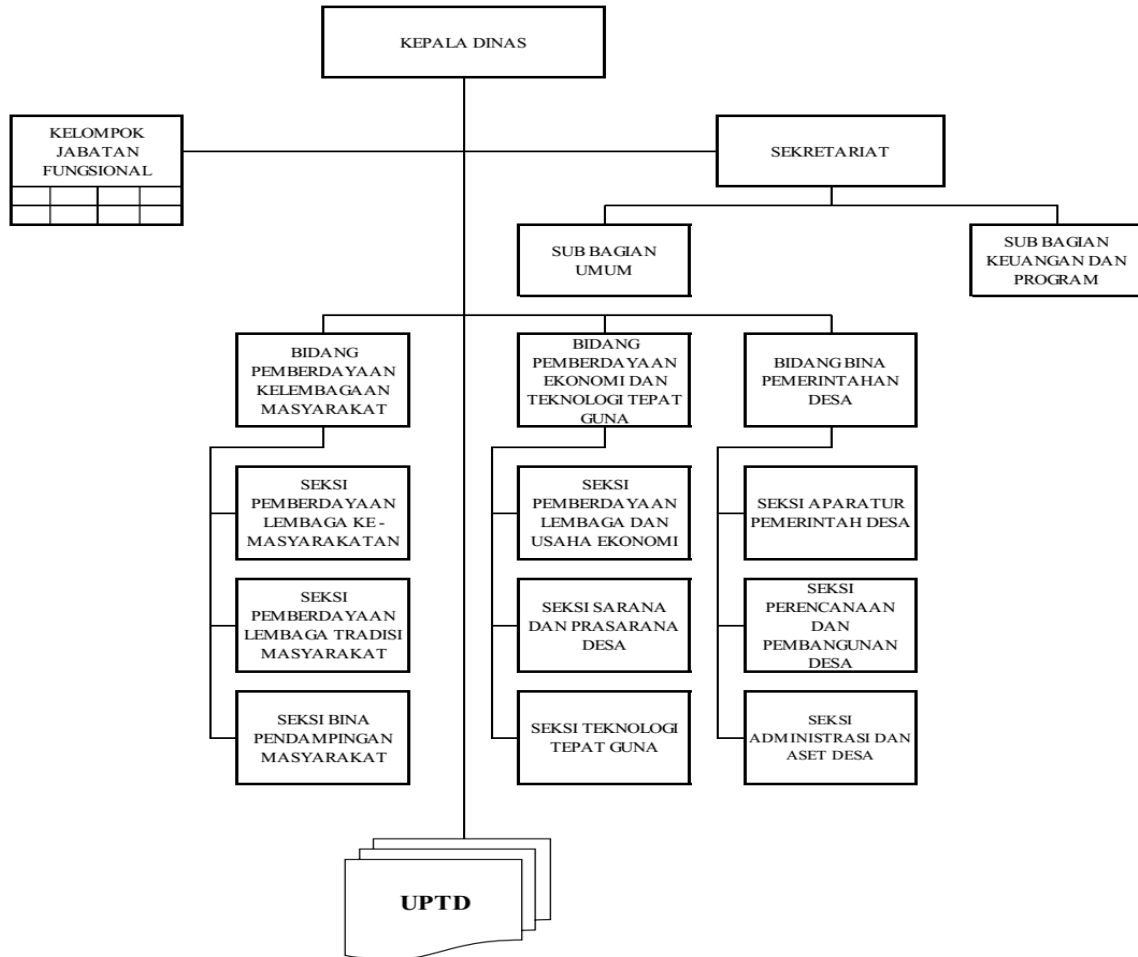 KEPALA DINAS
KELOMPOK
JABATAN
FUNGSIONAL
SEKRETARIAT
SUB BAGIAN
UMUM
SUB BAGIAN
KEUANGAN DAN
PROGRAM
BIDANG
PEMBERDAYAAN
KELEMBAGAAN
MASYARAKAT
BIDANG
PEMBERDAYAAN
EKONOMI DAN
TEKNOLOGI TEPAT
GUNA
BIDANG BINA
PEMERINTAHAN
DESA
SEKSI
PEMBERDAYAAN
LEMBAGA KE -
MASYARAKATAN
SEKSI
PEMBERDAYAAN
LEMBAGA DAN
USAHA EKONOMI
SEKSI APARATUR
PEMERINTAH DESA
SEKSI
PEMBERDAYAAN
LEMBAGA TRADISI
MASYARAKAT
SEKSI SARANA
DAN PRASARANA
DESA
SEKSI
PERENCANAAN
DAN
PEMBANGUNAN
DESA
SEKSI BINA
PENDAMPINGAN
MASYARAKAT
SEKSI TEKNOLOGI
TEPAT GUNA
SEKSI
ADMINISTRASI DAN
ASET DESA
UPTD